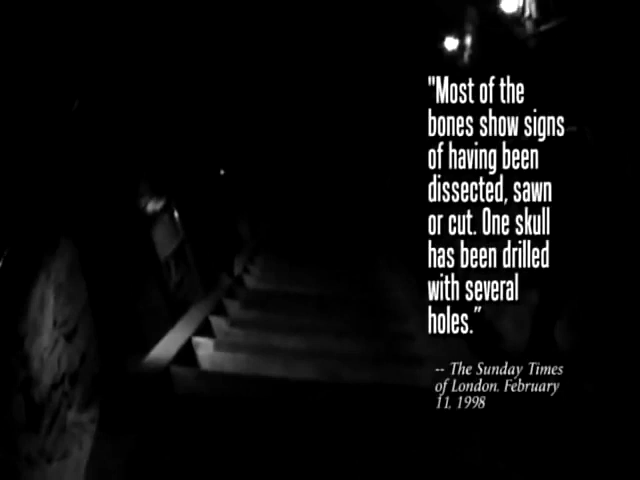 "Most of the
bones show signs
of having been
dissected, sawn
or cut. One skull
has been drilled
with several
holes."
-- The Sunday Times
of London. February
11, 1998